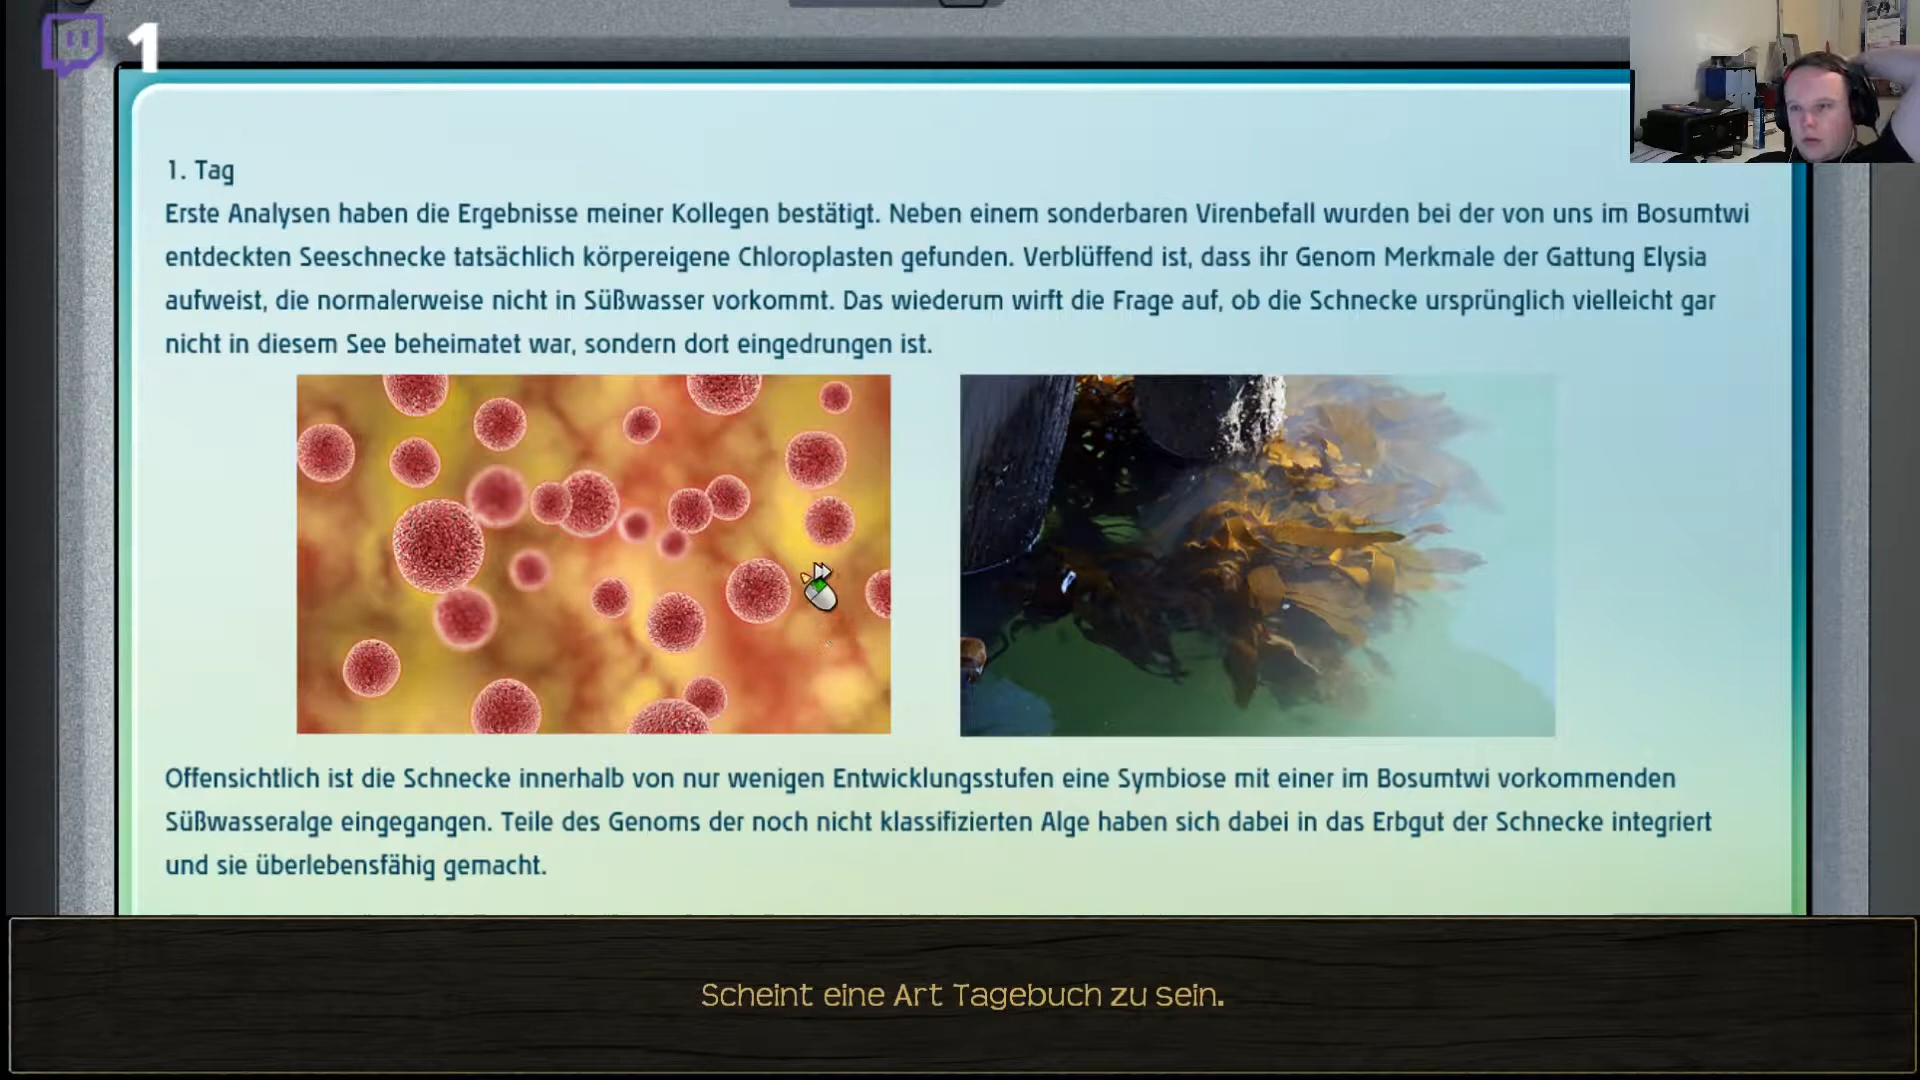 1
1. Tag
Erste Analysen haben die Ergebnisse meiner Kollegen bestätigt. Neben einem sonderbaren Virenbefall wurden bei der von uns im Bosumtwi
entdeckten Seeschnecke tatsächlich körpereigene Chloroplasten gefunden. Verblüffend ist, dass ihr Genom Merkmale der Gattung Elysia
aufweist, die normalerweise nicht in Süßwasser vorkommt. Das wiederum wirft die Frage auf, ob die Schnecke ursprünglich vielleicht gar
nicht in diesem See beheimatet war, sondern dort eingedrungen ist.
Offensichtlich ist die Schnecke innerhalb von nur wenigen Entwicklungsstufen eine Symbiose mit einer im Bosumtwi vorkommenden
Süßwasseralge eingegangen. Teile des Genoms der noch nicht klassifizierten Alge haben sich dabei in das Erbgut der Schnecke integriert
und sie überlebensfähig gemacht.
Scheint eine Art Tagebuch zu sein.